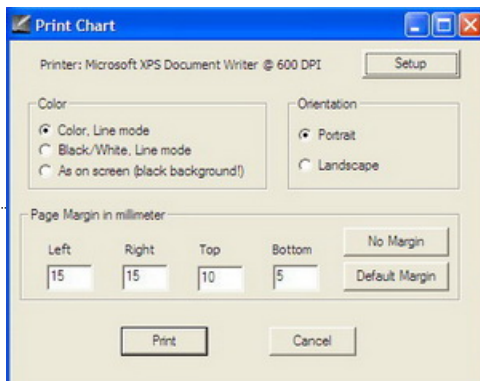 Print Chart
Printer: Microsoft XPS Document Writer @ 600 DPI
Setup
Color
Color, Line mode
Black/White, Line mode
As on screen (black background!)
Orientation
Portrait
Landscape
Page Margin in millimeter
Left Right Top Bottom
15 15 10 5
No Margin
Default Margin
Print Cancel